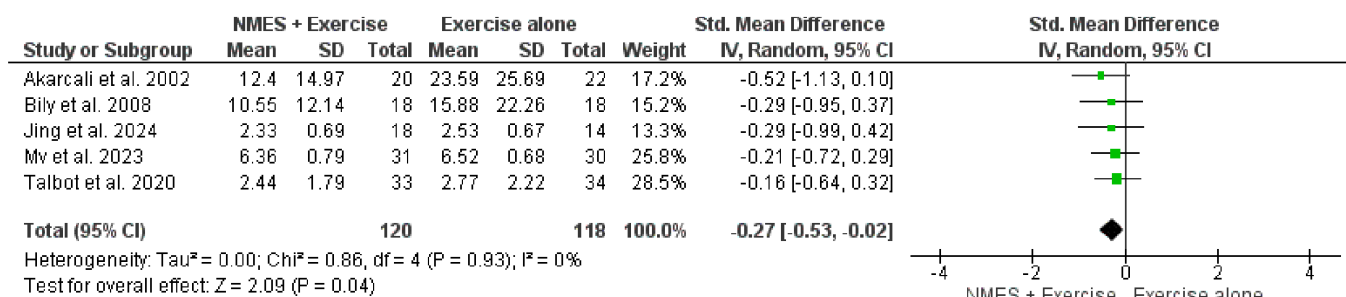 NMES + Exercise Exercise alone Std. Mean Difference Std. Mean Difference
Study or Subgroup Mean SD Total Mean SD Total Weight IV, Random, 95% CI IV, Random, 95% CI
Akarcali et al. 2002 12.4 14.97 20 23.59 25.69 22 17.2% -0.52 [-1.13, 0.10]
Bily et al. 2008 10.55 12.14 18 15.88 22.26 18 15.2% -0.29 [-0.95, 0.37]
Jing et al. 2024 2.33 0.69 18 2.53 0.67 14 13.3% -0.29 [-0.99, 0.42]
Mv et al. 2023 6.36 0.79 31 6.52 0.68 30 25.8% -0.21 [-0.72, 0.29]
Talbot et al. 2020 2.44 1.79 33 2.77 2.22 34 28.5% -0.16 [-0.64, 0.32]
Total (95% CI) 120 118 100.0% -0.27 [-0.53, -0.02]
Heterogeneity: Tau² = 0.00; Chi² = 0.86, df = 4 (P = 0.93); I² = 0%
Test for overall effect: Z = 2.09 (P = 0.04)
-4 -2 0 2 4
NMES + Exercise Exercise alone